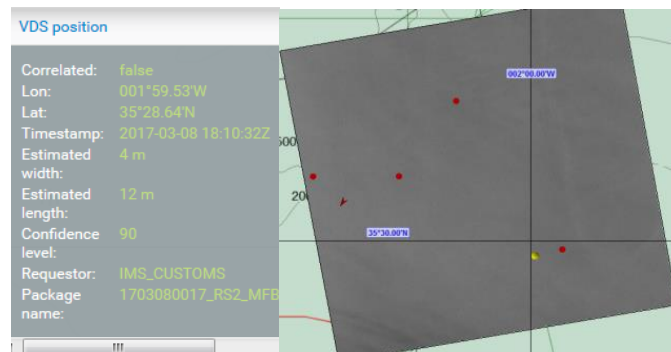 VDS position
Correlated: false
Lon: 001°59.53'W
Lat: 35°28.64'N
Timestamp: 2017-03-08 18:10:32Z
Estimated width: 4 m
Estimated length: 12 m
Confidence level: 90
Requestor: IMS_CUSTOMS
Package name: 1703080017_RS2_MFB
002°00.00'W
500
200
35°30.00'N